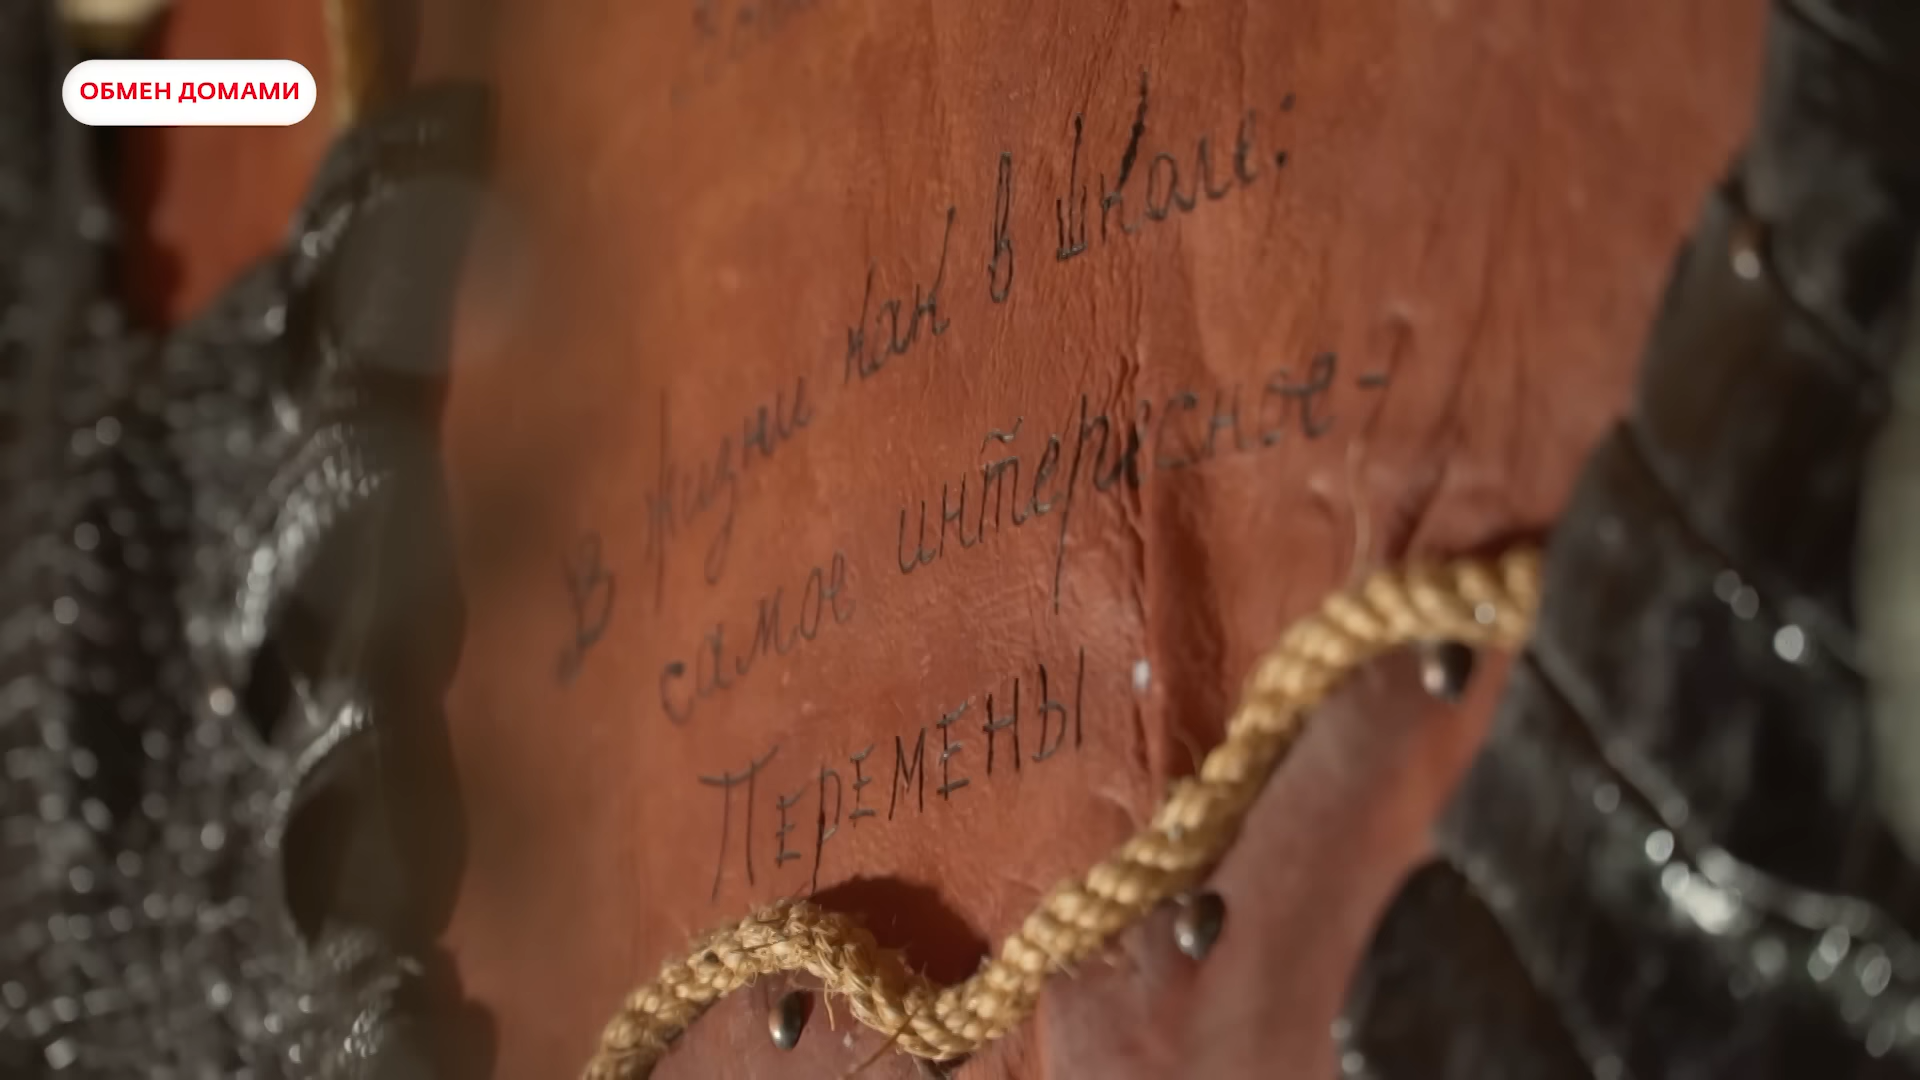 ОБМЕН ДОМАМИ
В жизни как в школе:
самое интересное -
ПЕРЕМЕНЫ